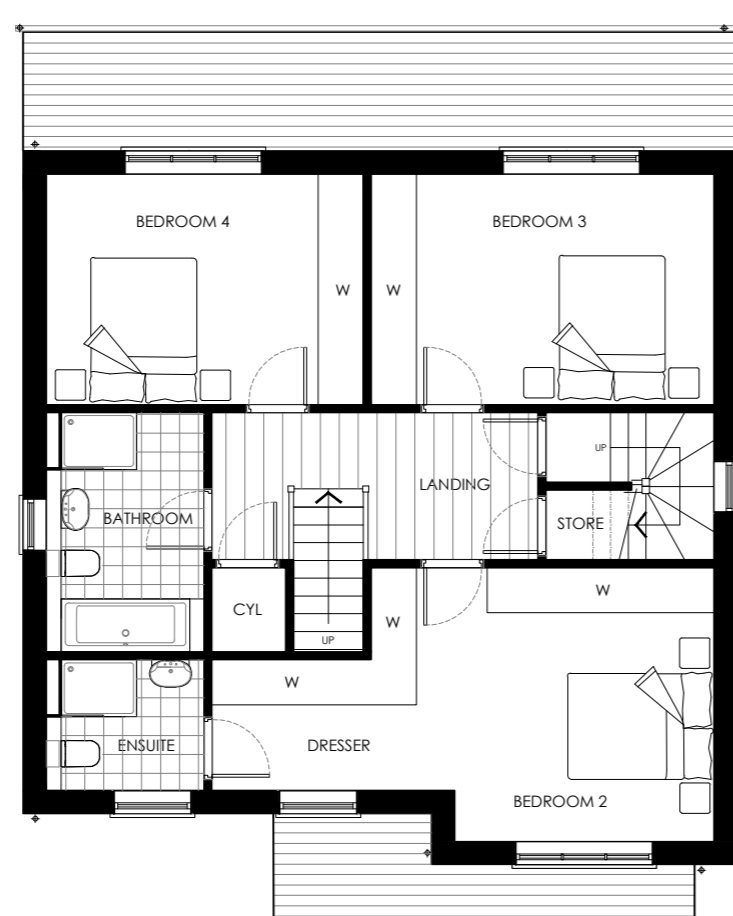 BEDROOM 4
BEDROOM 3
W
W
UP
LANDING
BATHROOM
STORE
CYL
W
W
UP
W
ENSUITE
DRESSER
BEDROOM 2